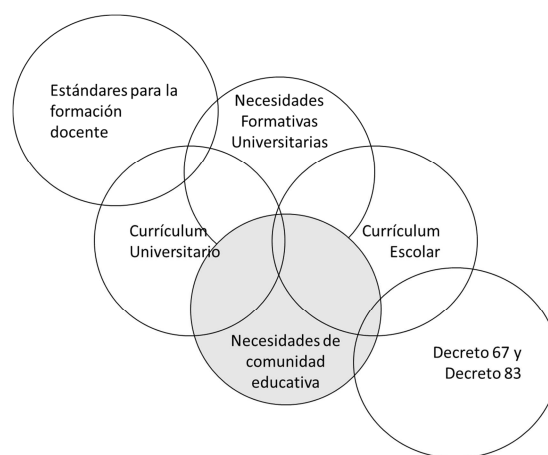 Estándares para la
formación
docente
Necesidades
Formativas
Universitarias
Currículum
Universitario
Currículum
Escolar
Necesidades de
comunidad
educativa
Decreto 67 y
Decreto 83